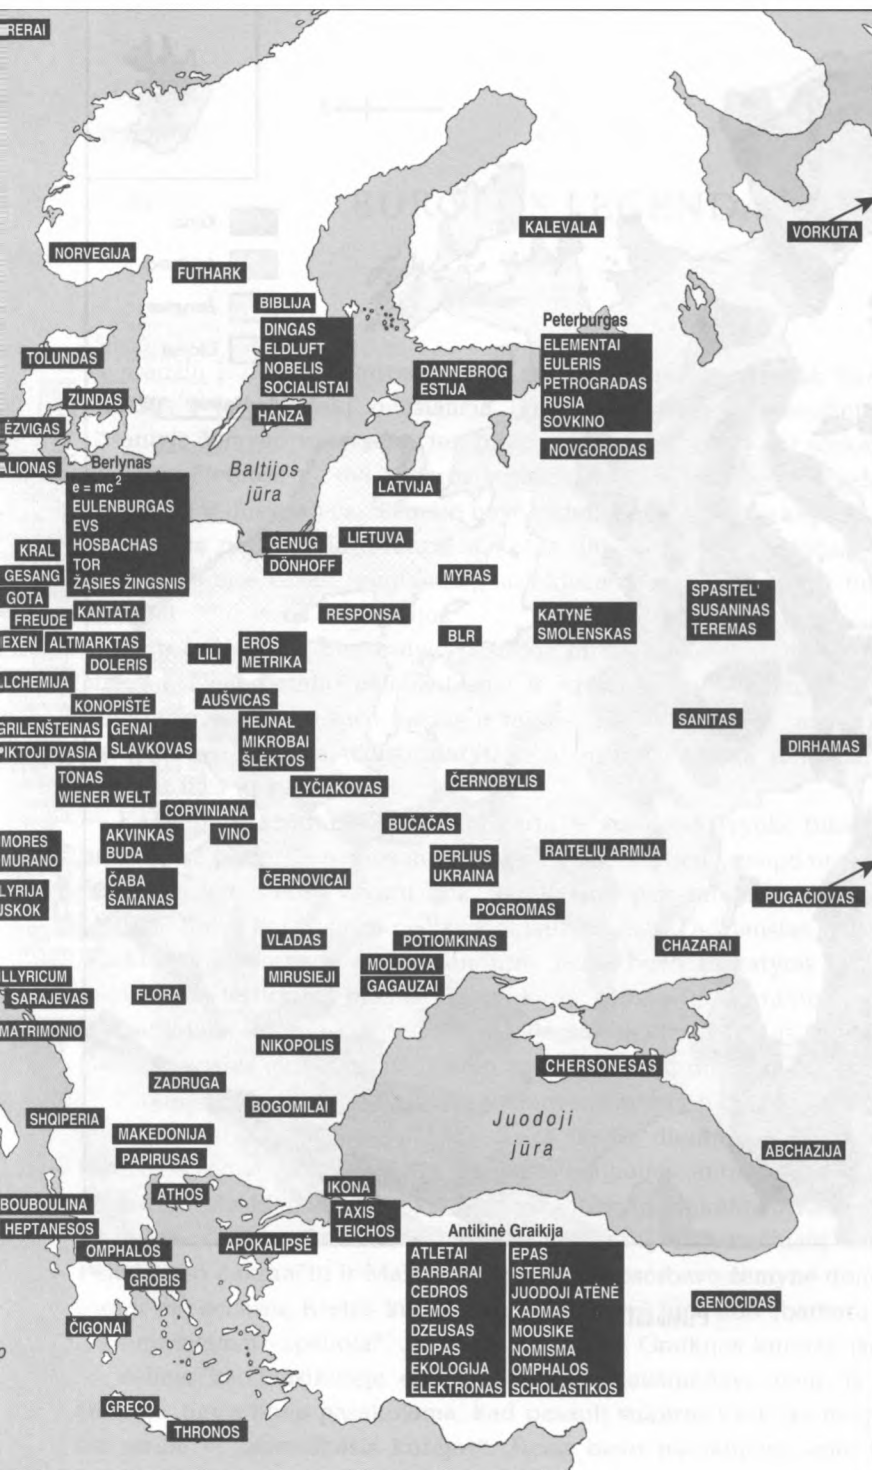 RERAI
KALEVALA
VORKUTA
NORVEGIJA
FUTHARK
BIBLIJA
DINGAS
ELDLUFT
NOBELIS
SOCIALISTAI
Peterburgas
ELEMENTAI
EULERIS
PETROGRADAS
RUSIA
SOVKINO
TOLUNDAS
DANNEBROG
ESTIJA
ZUNDAS
HANZA
ĖZVIGAS
NOVGORODAS
ALIONAS
Berlynas
e = mc²
EULENBURGAS
EVS
HOSBACHAS
TOR
ŽĄSIES ŽINGSNIS
Baltijos
jūra
LATVIJA
KRAL
GENUG
LIETUVA
DÖNHOFF
GESANG
MYRAS
GOTA
KANTATA
RESPONSA
FREUDE
KATYNĖ
SMOLENSKAS
SPASITEL'
SUSANINAS
TEREMAS
EXEN
ALTMARKTAS
LILI
EROS
METRIKA
BLR
DOLERIS
LCHEMIJA
KONOPIŠTĖ
AUŠVICAS
GRILENŠTEINAS
GENAI
SLAVKOVAS
HEJNAŁ
MIKROBAI
ŠLĖKTOS
SANITAS
PIKTOJI DVASIA
DIRHAMAS
TONAS
WIENER WELT
LYČIAKOVAS
ČERNOBYLIS
CORVINIANA
BUČAČAS
MORES
MURANO
AKVINKAS
BUDA
VINO
DERLIUS
UKRAINA
RAITELIŲ ARMIJA
LYRIJA
USKOK
ČABA
ŠAMANAS
ČERNOVICAI
PUGAČIOVAS
POGROMAS
VLADAS
POTIOMKINAS
CHAZARAI
ILLYRICUM
MIRUSIEJI
MOLDOVA
GAGAUZAI
SARAJEVAS
FLORA
MATRIMONIO
NIKOPOLIS
CHERSONESAS
ZADRUGA
SHQIPERIA
BOGOMILAI
Juodoji
jūra
MAKEDONIJA
PAPIRUSAS
ABCHAZIJA
ATHOS
IKONA
BOUBOULINA
TAXIS
TEICHOS
HEPTANESOS
OMPHALOS
APOKALIPSĖ
Antikinė Graikija
ATLETAI
BARBARAI
CEDROS
DEMOS
DZEUSAS
EDIPAS
EKOLOGIJA
ELEKTRONAS
EPAS
ISTERIJA
JUODOJI ATĖNĖ
KADMAS
MOUSIKE
NOMISMA
OMPHALOS
SCHOLASTIKOS
GROBIS
GENOCIDAS
ČIGONAI
GRECO
THRONOS